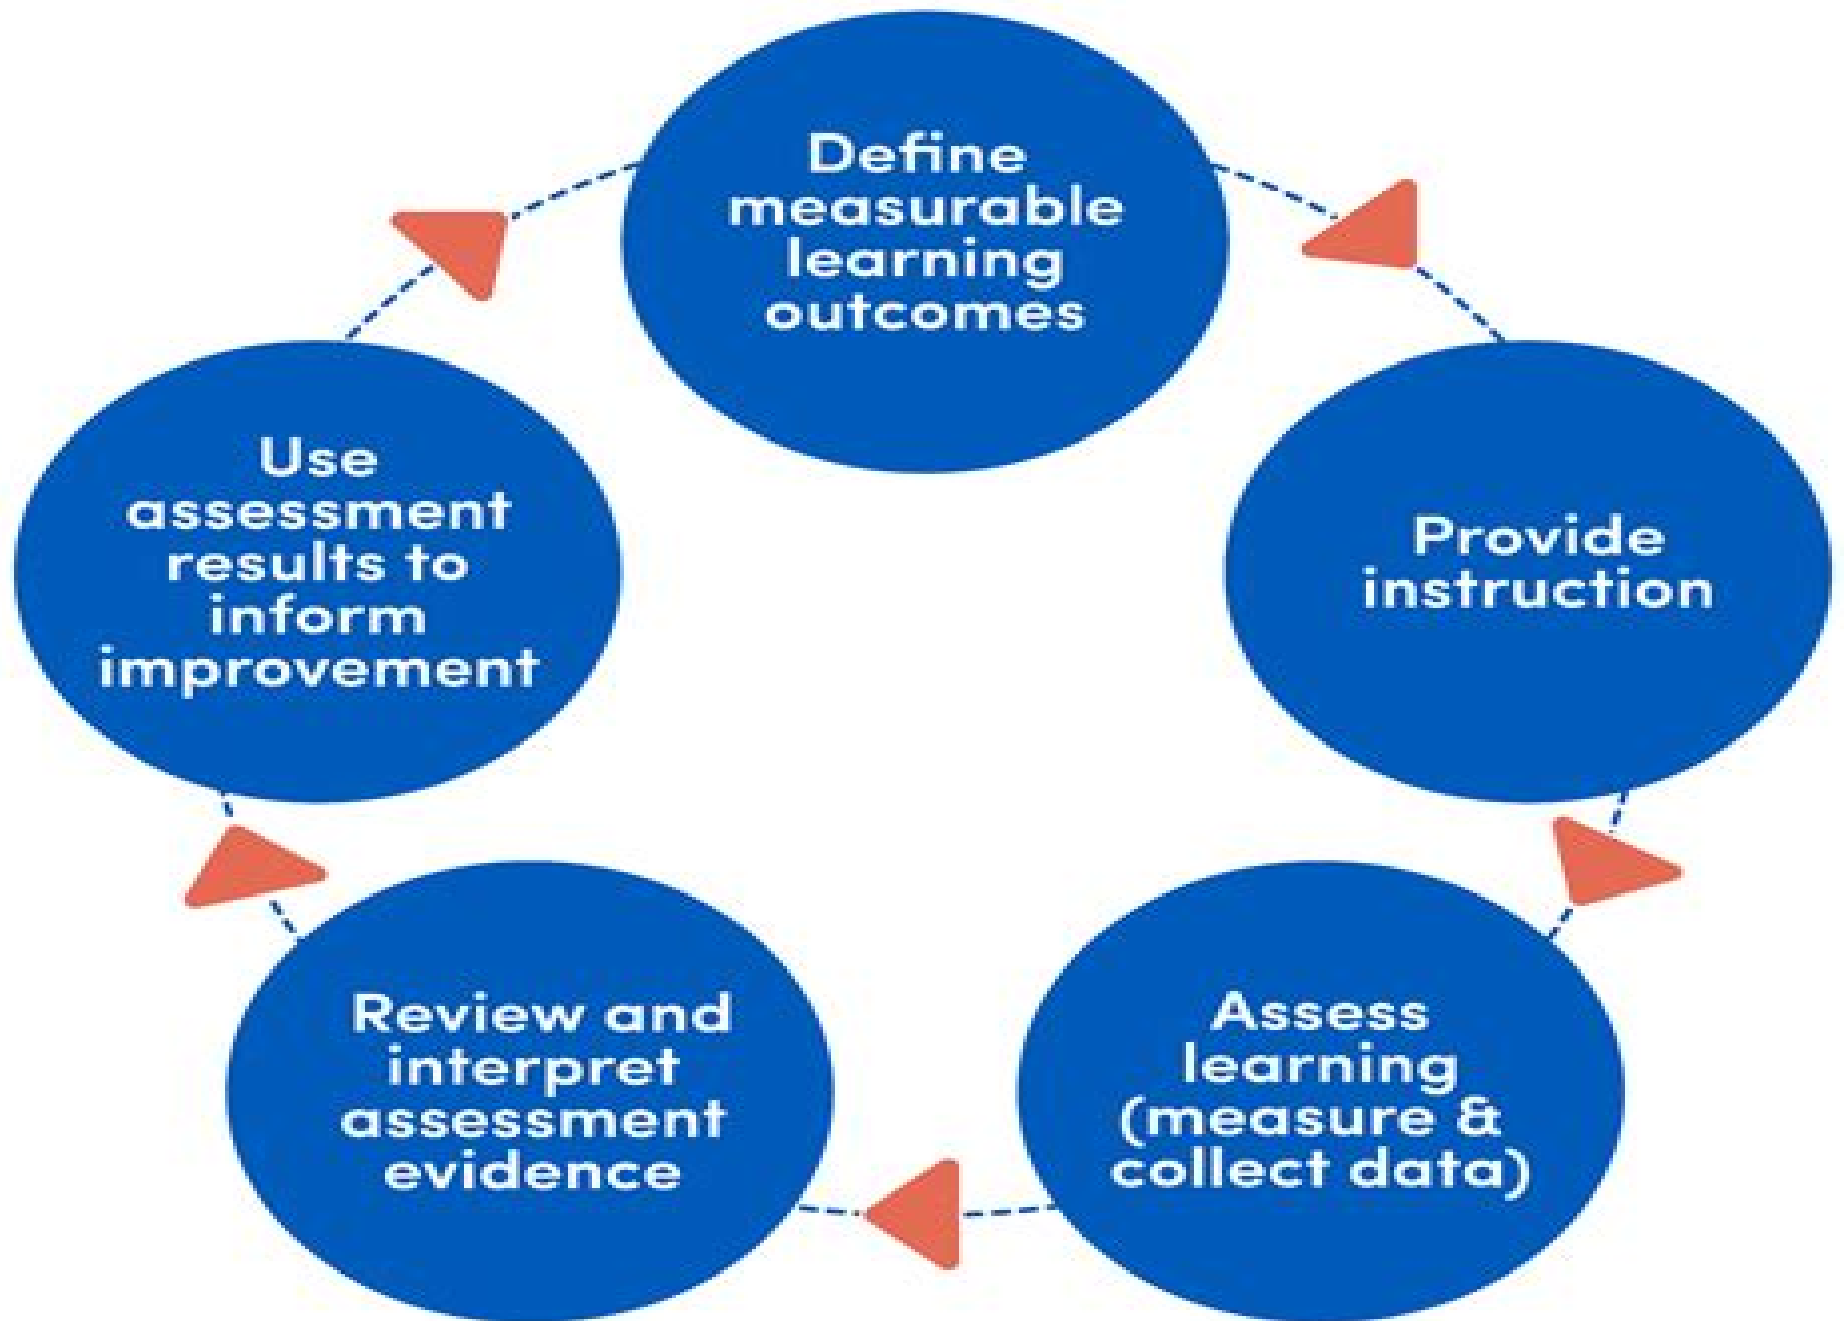 Define
measurable
learning
outcomes
Provide
instruction
Assess
learning
(measure &
collect data)
Review and
interpret
assessment
evidence
Use
assessment
results to
inform
improvement